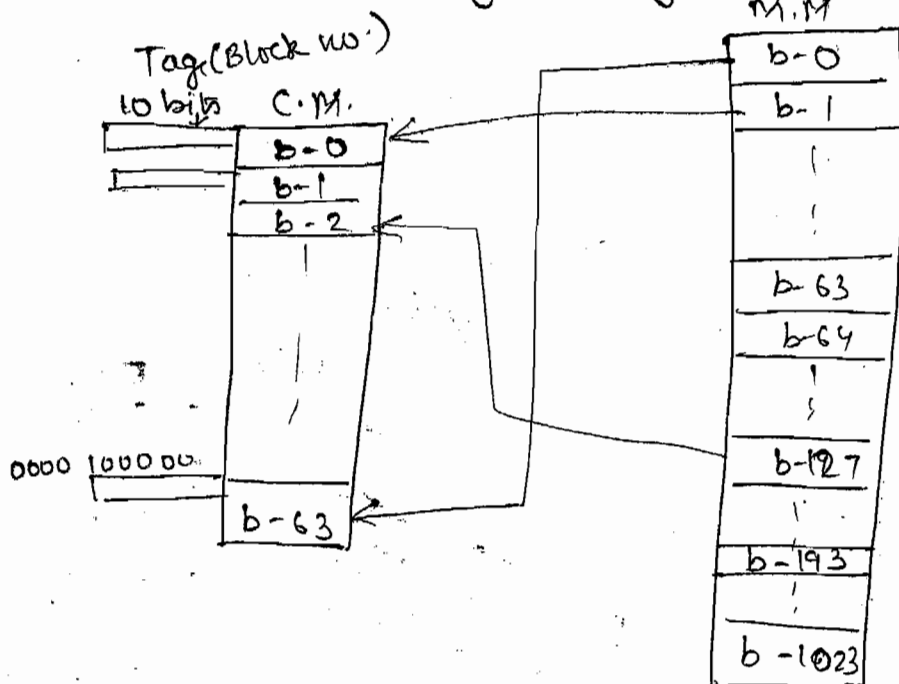 M.M
Tag(Block no.)
10 bits
C.M.
b-0
b-1
b-2
0000 100000
b-63
b-0
b-1
b-63
b-64
b-127
b-193
b-1023